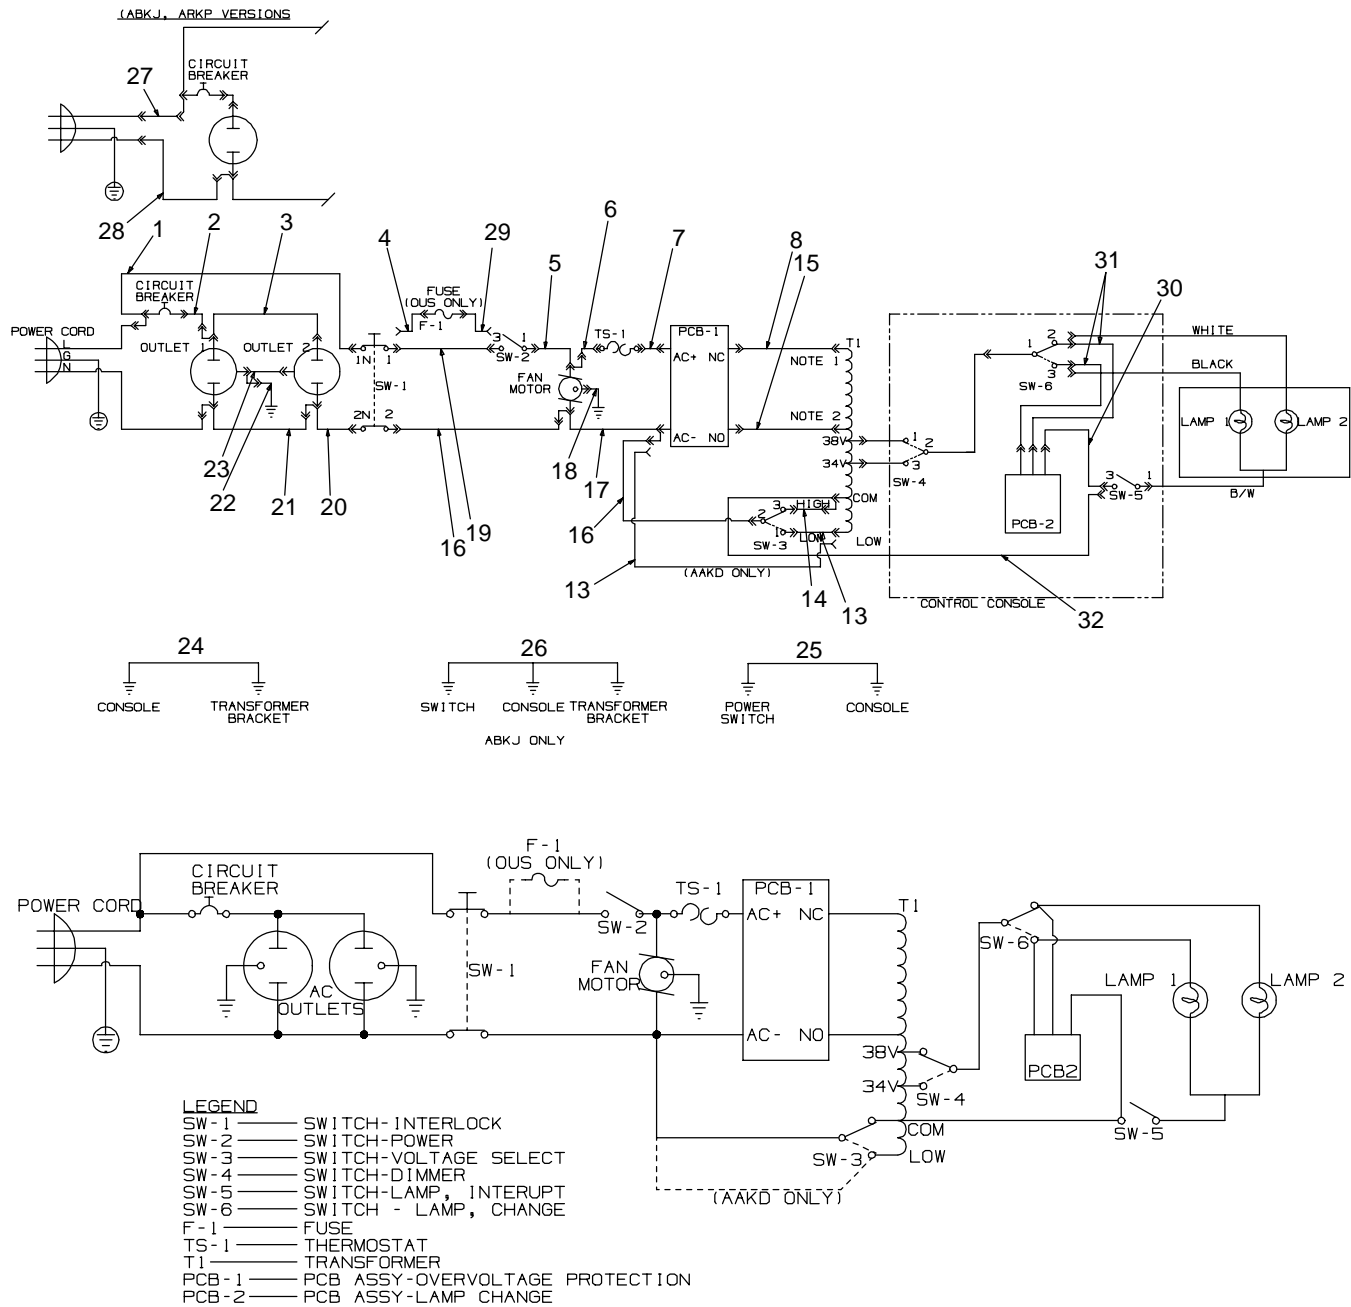 (ABKJ, ARKP VERSIONS
27
CIRCUIT
BREAKER
28
1
2
3
4
29
5
6
7
8
15
31
30
CIRCUIT
BREAKER
FUSE
(OUS ONLY)
F-1
POWER CORD
L
G
N
OUTLET 1
OUTLET 2
1N
1
SW-1
2N
2
3
1
SW-2
FAN
MOTOR
TS-1
PCB-1
AC+
NC
AC-
NO
NOTE 1
NOTE 2
T1
38V
34V
COM
LOW
1
2
3
SW-4
2
1
3
SW-6
WHITE
BLACK
LAMP 1
LAMP 2
B/W
3
1
SW-5
PCB-2
3
HIGH
2
1
LOW
SW-3
(AAKD ONLY)
CONTROL CONSOLE
23
22
21
20
16
19
18
17
16
13
14
13
32
24
CONSOLE
TRANSFORMER
BRACKET
26
SWITCH
CONSOLE
TRANSFORMER
BRACKET
ABKJ ONLY
25
POWER
SWITCH
CONSOLE
F-1
(OUS ONLY)
CIRCUIT
BREAKER
POWER CORD
SW-1
AC
OUTLETS
SW-2
FAN
MOTOR
TS-1
PCB-1
AC+
NC
AC-
NO
T1
38V
34V
SW-4
COM
LOW
SW-3
(AAKD ONLY)
SW-6
PCB2
LAMP 1
LAMP 2
SW-5
LEGEND
SW-1 SWITCH-INTERLOCK
SW-2 SWITCH-POWER
SW-3 SWITCH-VOLTAGE SELECT
SW-4 SWITCH-DIMMER
SW-5 SWITCH-LAMP, INTERUPT
SW-6 SWITCH - LAMP, CHANGE
F-1 FUSE
TS-1 THERMOSTAT
T1 TRANSFORMER
PCB-1 PCB ASSY-OVERVOLTAGE PROTECTION
PCB-2 PCB ASSY-LAMP CHANGE